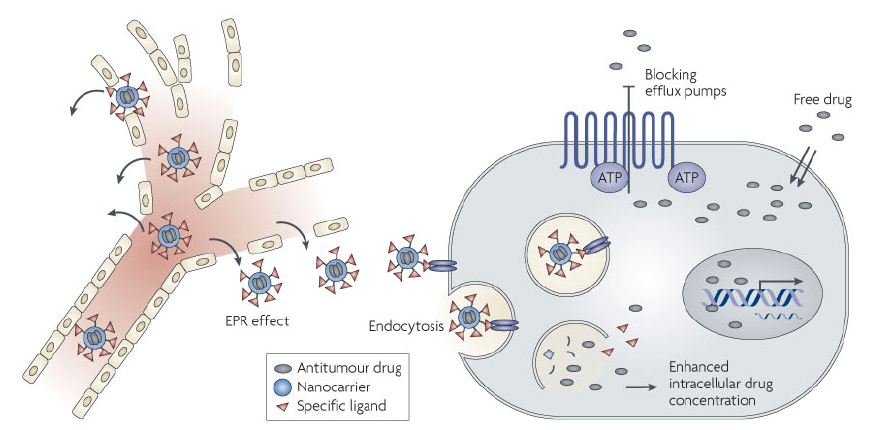 Blocking
efflux pumps
Free drug
ATP
ATP
EPR effect
Endocytosis
Antitumour drug
Nanocarrier
Specific ligand
Enhanced
intracellular drug
concentration